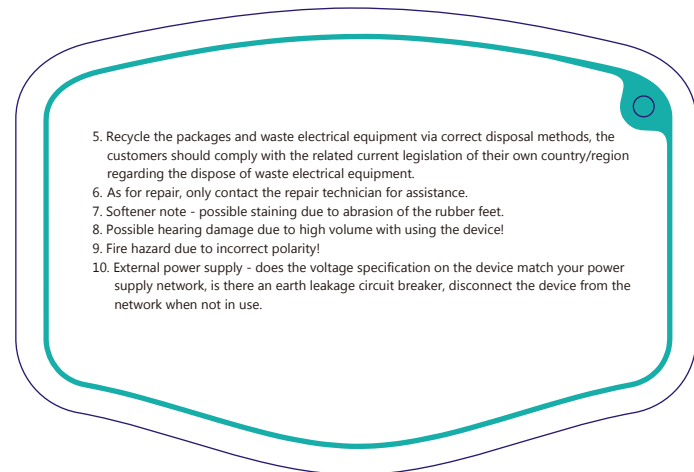 5. Recycle the packages and waste electrical equipment via correct disposal methods, the
customers should comply with the related current legislation of their own country/region
regarding the dispose of waste electrical equipment.
6. As for repair, only contact the repair technician for assistance.
7. Softener note - possible staining due to abrasion of the rubber feet.
8. Possible hearing damage due to high volume with using the device!
9. Fire hazard due to incorrect polarity!
10. External power supply - does the voltage specification on the device match your power
supply network, is there an earth leakage circuit breaker, disconnect the device from the
network when not in use.